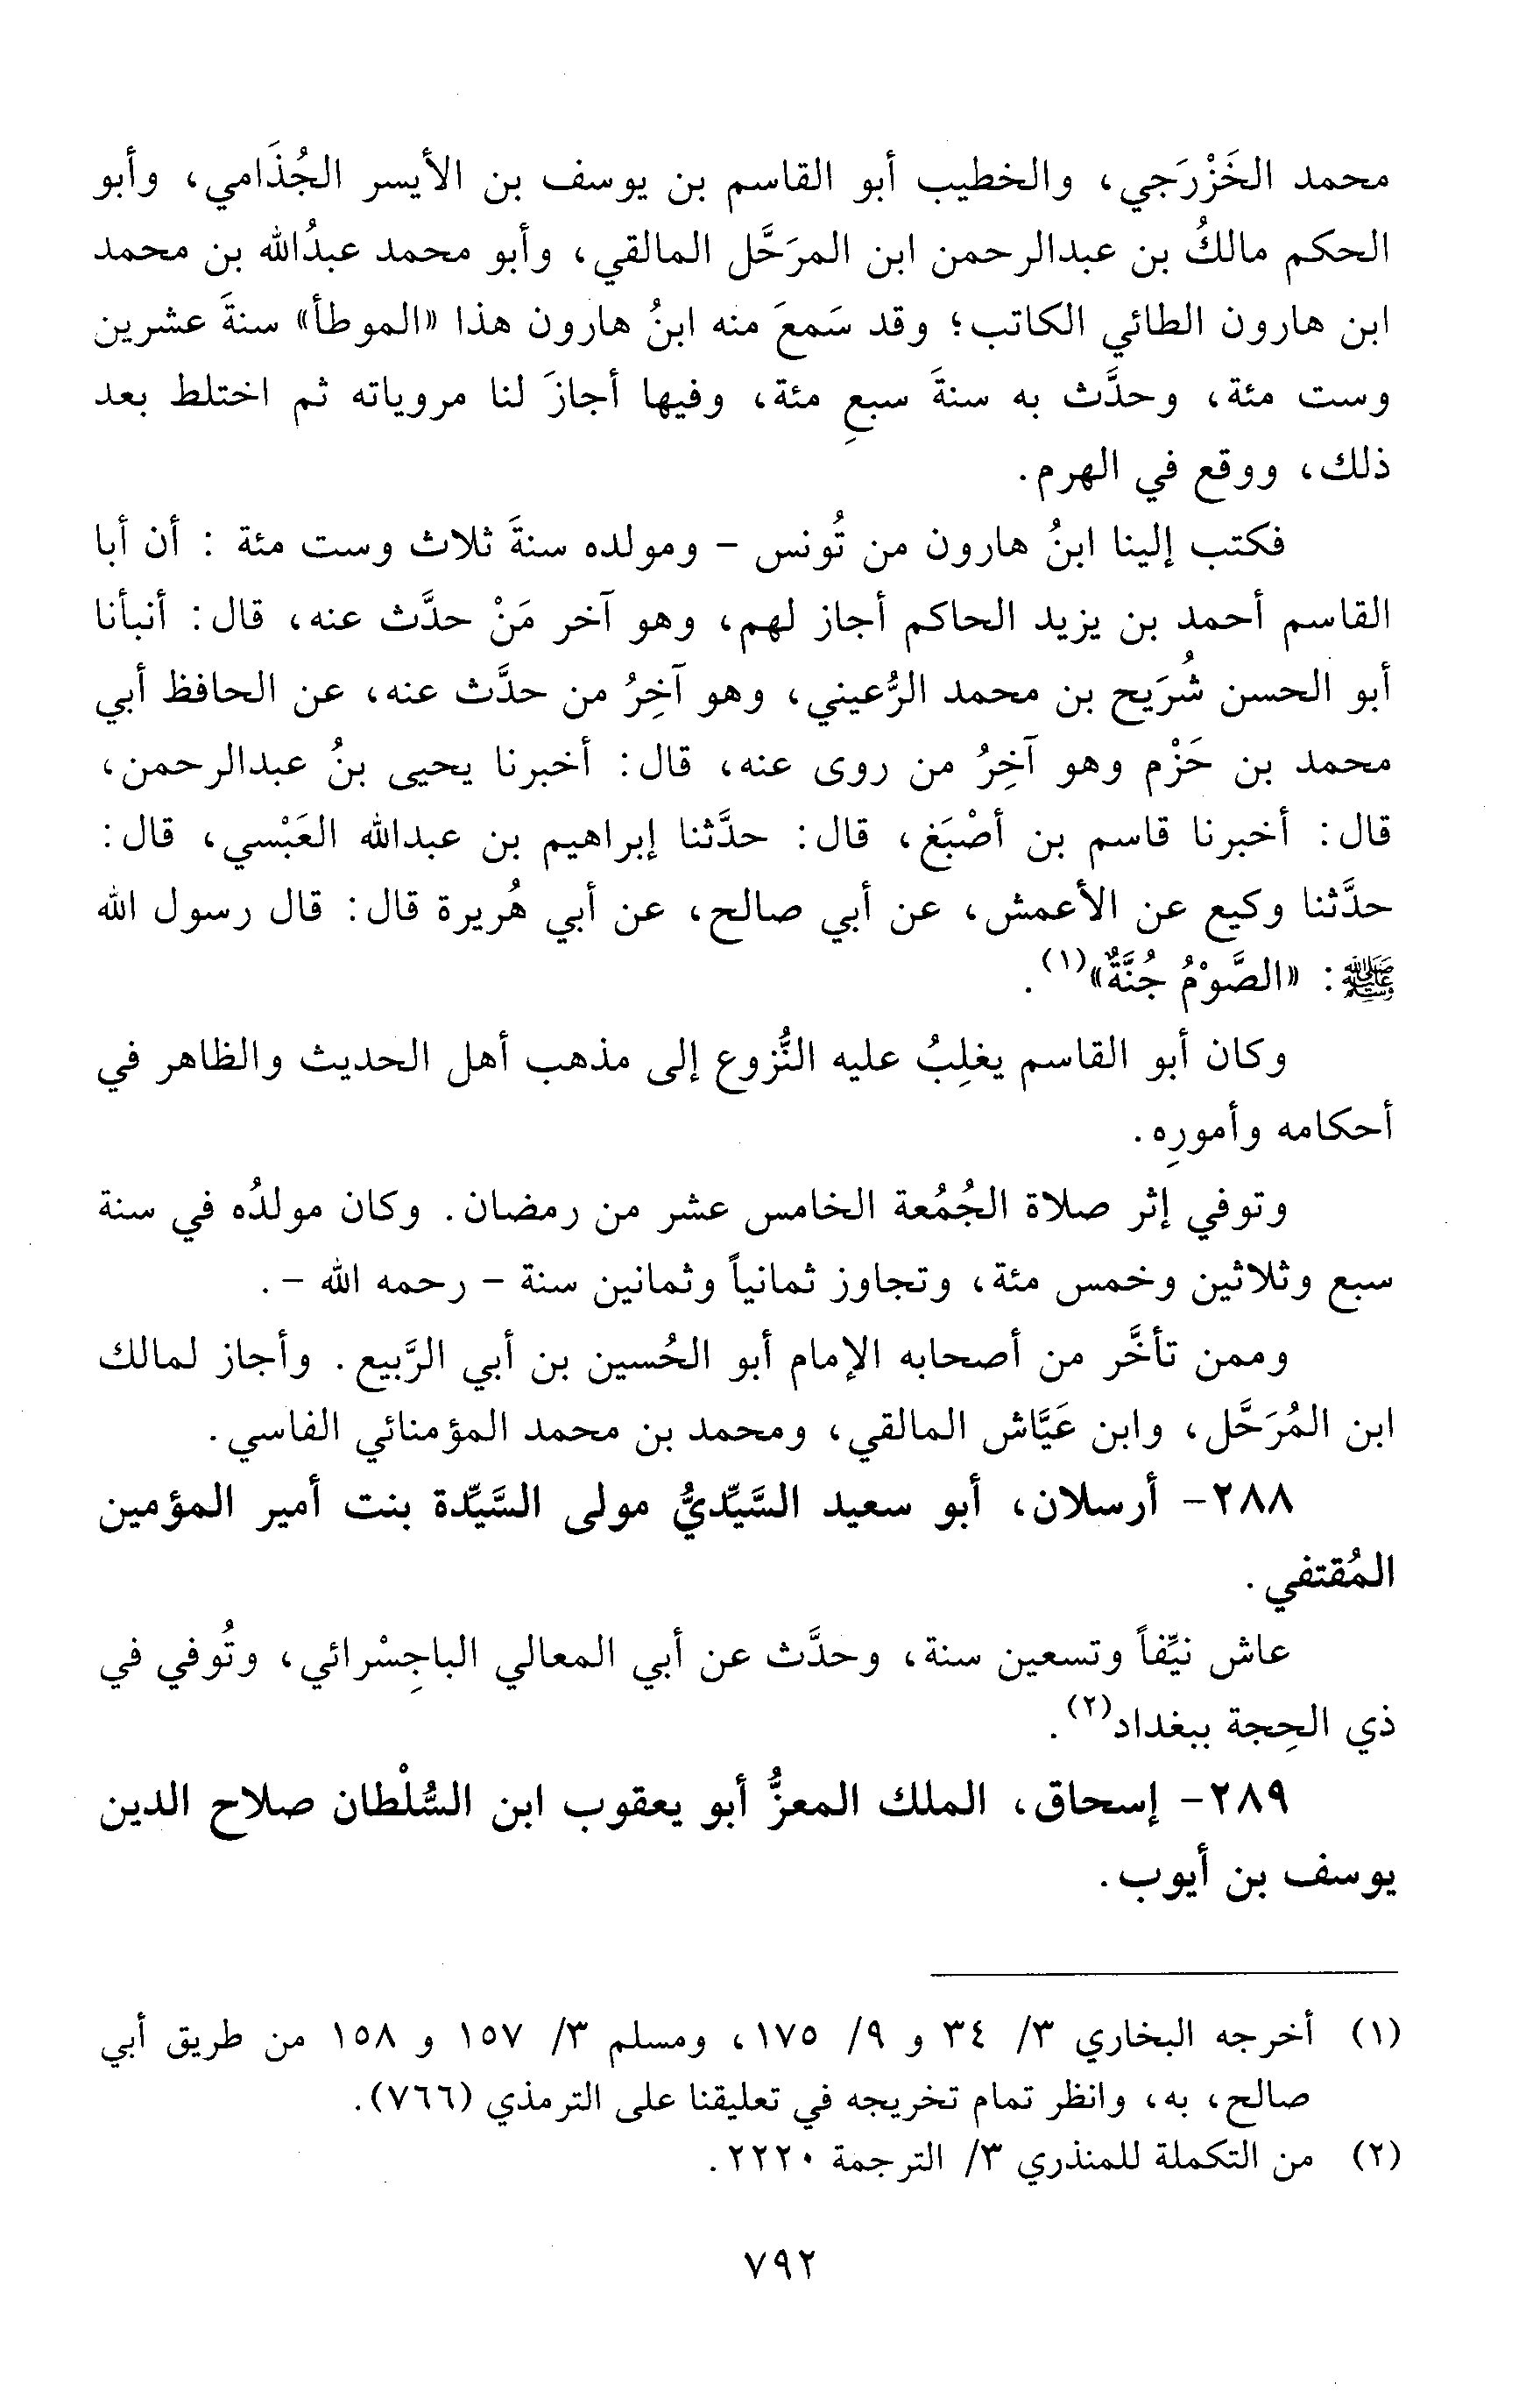 محمد الخَزْرَجي، والخطيب أبو القاسم بن يوسف بن الأيسر الجُذَامي، وأبو
الحكم مالكُ بن عبدالرحمن ابن المرَحَّل المالقي، وأبو محمد عبدُالله بن محمد
ابن هارون الطائي الكاتب؛ وقد سَمعَ منه ابنُ هارون هذا «الموطأ» سنةَ عشرين
وست مئة، وحدَّث به سنةَ سبعِ مئة، وفيها أجازَ لنا مروياته ثم اختلط بعد
ذلك، ووقع في الهرم.
فكتب إلينا ابنُ هارون من تُونس - ومولده سنةَ ثلاث وست مئة : أن أبا
القاسم أحمد بن يزيد الحاكم أجاز لهم، وهو آخر مَنْ حدَّث عنه، قال: أنبأنا
أبو الحسن شُرَيح بن محمد الرُّعيني، وهو آخِرُ من حدَّث عنه، عن الحافظ أبي
محمد بن حَزْم وهو آخِرُ من روى عنه، قال: أخبرنا يحيى بنُ عبدالرحمن،
قال: أخبرنا قاسم بن أصْبَغ، قال: حدَّثنا إبراهيم بن عبدالله العَبْسي، قال:
حدَّثنا وكيع عن الأعمش، عن أبي صالح، عن أبي هُريرة قال: قال رسول الله
ﷺ: «الصَّوْمُ جُنَّةٌ»(١).
وكان أبو القاسم يغلِبُ عليه النُّزوع إلى مذهب أهل الحديث والظاهر في
أحكامه وأمورِه.
وتوفي إثر صلاة الجُمُعة الخامس عشر من رمضان. وكان مولدُه في سنة
سبع وثلاثين وخمس مئة، وتجاوز ثمانياً وثمانين سنة - رحمه الله -.
وممن تأخَّر من أصحابه الإمام أبو الحُسين بن أبي الرَّبيع. وأجاز لمالك
ابن المُرَحَّل، وابن عَيَّاش المالقي، ومحمد بن محمد المؤمنائي الفاسي.
٢٨٨- أرسلان، أبو سعيد السَّيِّديُّ مولى السَّيِّدة بنت أمير المؤمين
المُقتفي.
عاش نيِّفاً وتسعين سنة، وحدَّث عن أبي المعالي الباجِسْرائي، وتُوفي في
ذي الحِجة ببغداد(٢).
٢٨٩- إسحاق، الملك المعزُّ أبو يعقوب ابن السُّلْطان صلاح الدين
يوسف بن أيوب.
(١) أخرجه البخاري ٣/ ٣٤ و ٩/ ١٧٥، ومسلم ٣/ ١٥٧ و ١٥٨ من طريق أبي
صالح، به، وانظر تمام تخريجه في تعليقنا على الترمذي (٧٦٦).
(٢) من التكملة للمنذري ٣/ الترجمة ٢٢٢٠.
٧٩٢